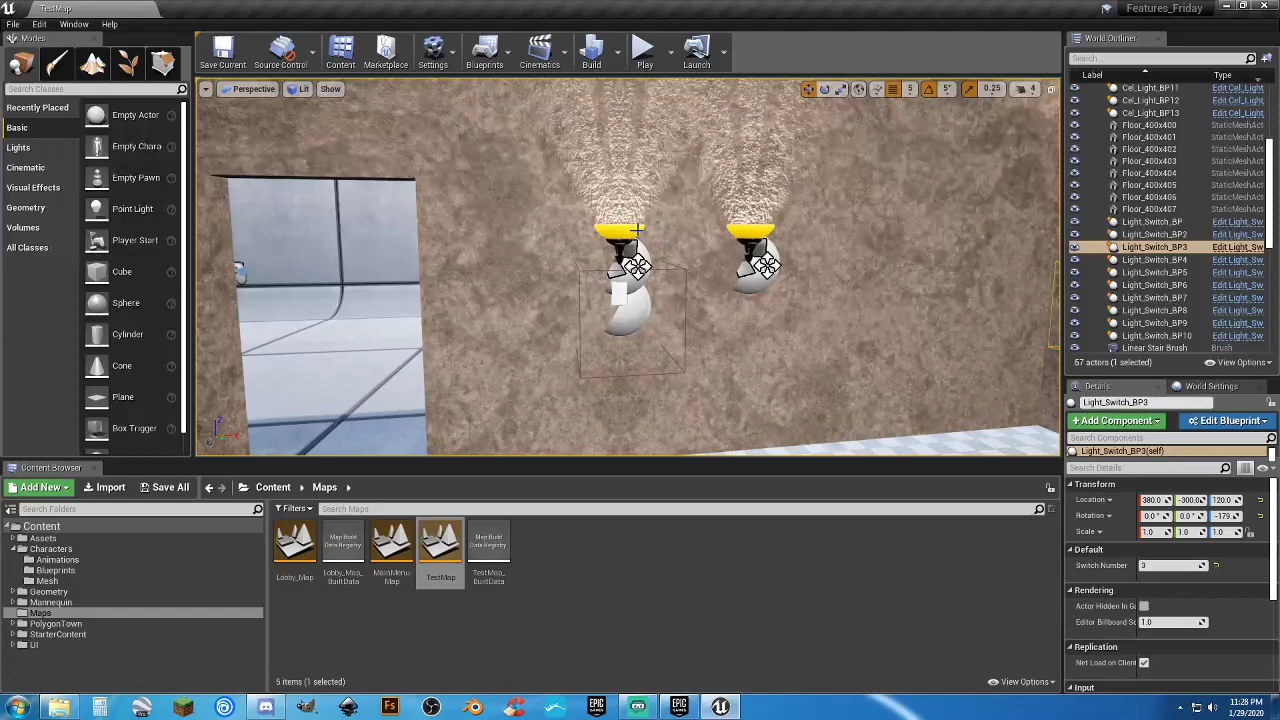 TestMap
Features_Friday
File Edit Window Help
Modes
Search Classes
Recently Placed
Basic
Lights
Cinematic
Visual Effects
Geometry
Volumes
All Classes
Empty Actor
Empty Chara
Empty Pawn
Point Light
Player Start
Cube
Sphere
Cylinder
Cone
Plane
Box Trigger
Save Current
Source Control
Content
Marketplace
Settings
Blueprints
Cinematics
Build
Play
Launch
Perspective
Lit
Show
5
5°
0.25
4
World Outliner
Search...
Label Type
Cel_Light_BP11 Edit Cel_Light
Cel_Light_BP12 Edit Cel_Light
Cel_Light_BP13 Edit Cel_Light
Floor_400x400 StaticMeshAct
Floor_400x401 StaticMeshAct
Floor_400x402 StaticMeshAct
Floor_400x403 StaticMeshAct
Floor_400x404 StaticMeshAct
Floor_400x405 StaticMeshAct
Floor_400x406 StaticMeshAct
Floor_400x407 StaticMeshAct
Light_Switch_BP Edit Light_Sw
Light_Switch_BP2 Edit Light_Sw
Light_Switch_BP3 Edit Light_Sw
Light_Switch_BP4 Edit Light_Sw
Light_Switch_BP5 Edit Light_Sw
Light_Switch_BP6 Edit Light_Sw
Light_Switch_BP7 Edit Light_Sw
Light_Switch_BP8 Edit Light_Sw
Light_Switch_BP9 Edit Light_Sw
Light_Switch_BP10 Edit Light_Sw
Linear Stair Brush Brush
57 actors (1 selected) View Options
Details World Settings
Light_Switch_BP3
+ Add Component Edit Blueprint
Search Components
Light_Switch_BP3(self)
Search Details
Transform
Location 380.0 -300.0 120.0
Rotation 0.0° 0.0° -179.
Scale 1.0 1.0 1.0
Default
Switch Number 3
Rendering
Actor Hidden In G
Editor Billboard S 1.0
Replication
Net Load on Client
Input
Content Browser
Add New Import Save All Content Maps
Search Folders
Filters Search Maps
Content
Assets
Characters
Animations
Blueprints
Mesh
Geometry
Mannequin
Maps
PolygonTown
StarterContent
UI
Lobby_Map
Map Build
Data Registry
Lobby_Map_
BuiltData
MainMenu
Map
TestMap
Map Build
Data Registry
TestMap_
BuiltData
5 items (1 selected) View Options
11:28 PM
1/29/2020